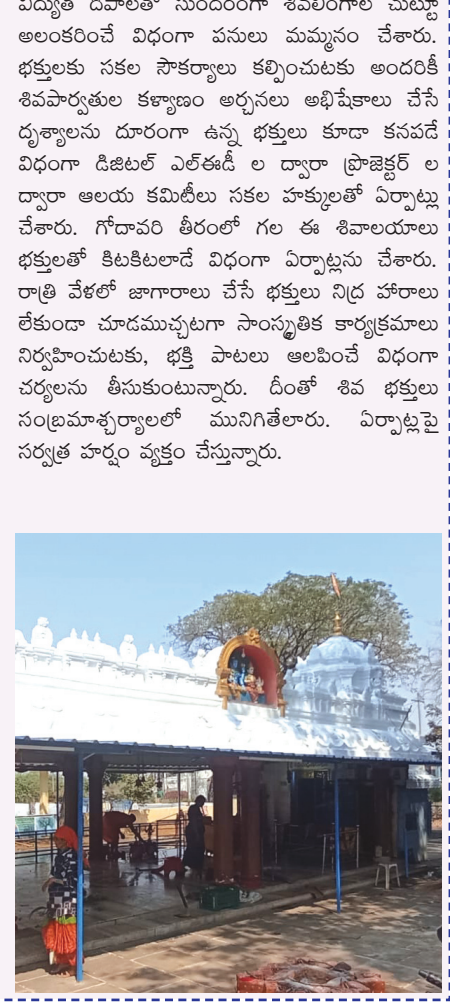 విద్యుత్ దీపాలతో సుందరంగా శివలింగాల చుట్టూ
అలంకరించే విధంగా పనులు మమ్మనం చేశారు.
భక్తులకు సకల సౌకర్యాలు కల్పించుటకు అందరికీ
శివపార్వతుల కళ్యాణం అర్చనలు అభిషేకాలు చేసే
దృశ్యాలను దూరంగా ఉన్న భక్తులు కూడా కనపడే
విధంగా డిజిటల్ ఎల్ఈడీ ల ద్వారా ప్రొజెక్టర్ ల
ద్వారా ఆలయ కమిటీలు సకల హక్కులతో ఏర్పాట్లు
చేశారు. గోదావరి తీరంలో గల ఈ శివాలయాలు
భక్తులతో కిటకిటలాడే విధంగా ఏర్పాట్లను చేశారు.
రాత్రి వేళలో జాగారాలు చేసే భక్తులు నిద్ర హారాలు
లేకుండా చూడముచ్చటగా సాంస్కృతిక కార్యక్రమాలు
నిర్వహించుటకు, భక్తి పాటలు ఆలపించే విధంగా
చర్యలను తీసుకుంటున్నారు. దీంతో శివ భక్తులు
సంబ్రమాశ్చర్యాలలో మునిగితేలారు. ఏర్పాట్లపై
సర్వత్ర హర్షం వ్యక్తం చేస్తున్నారు.